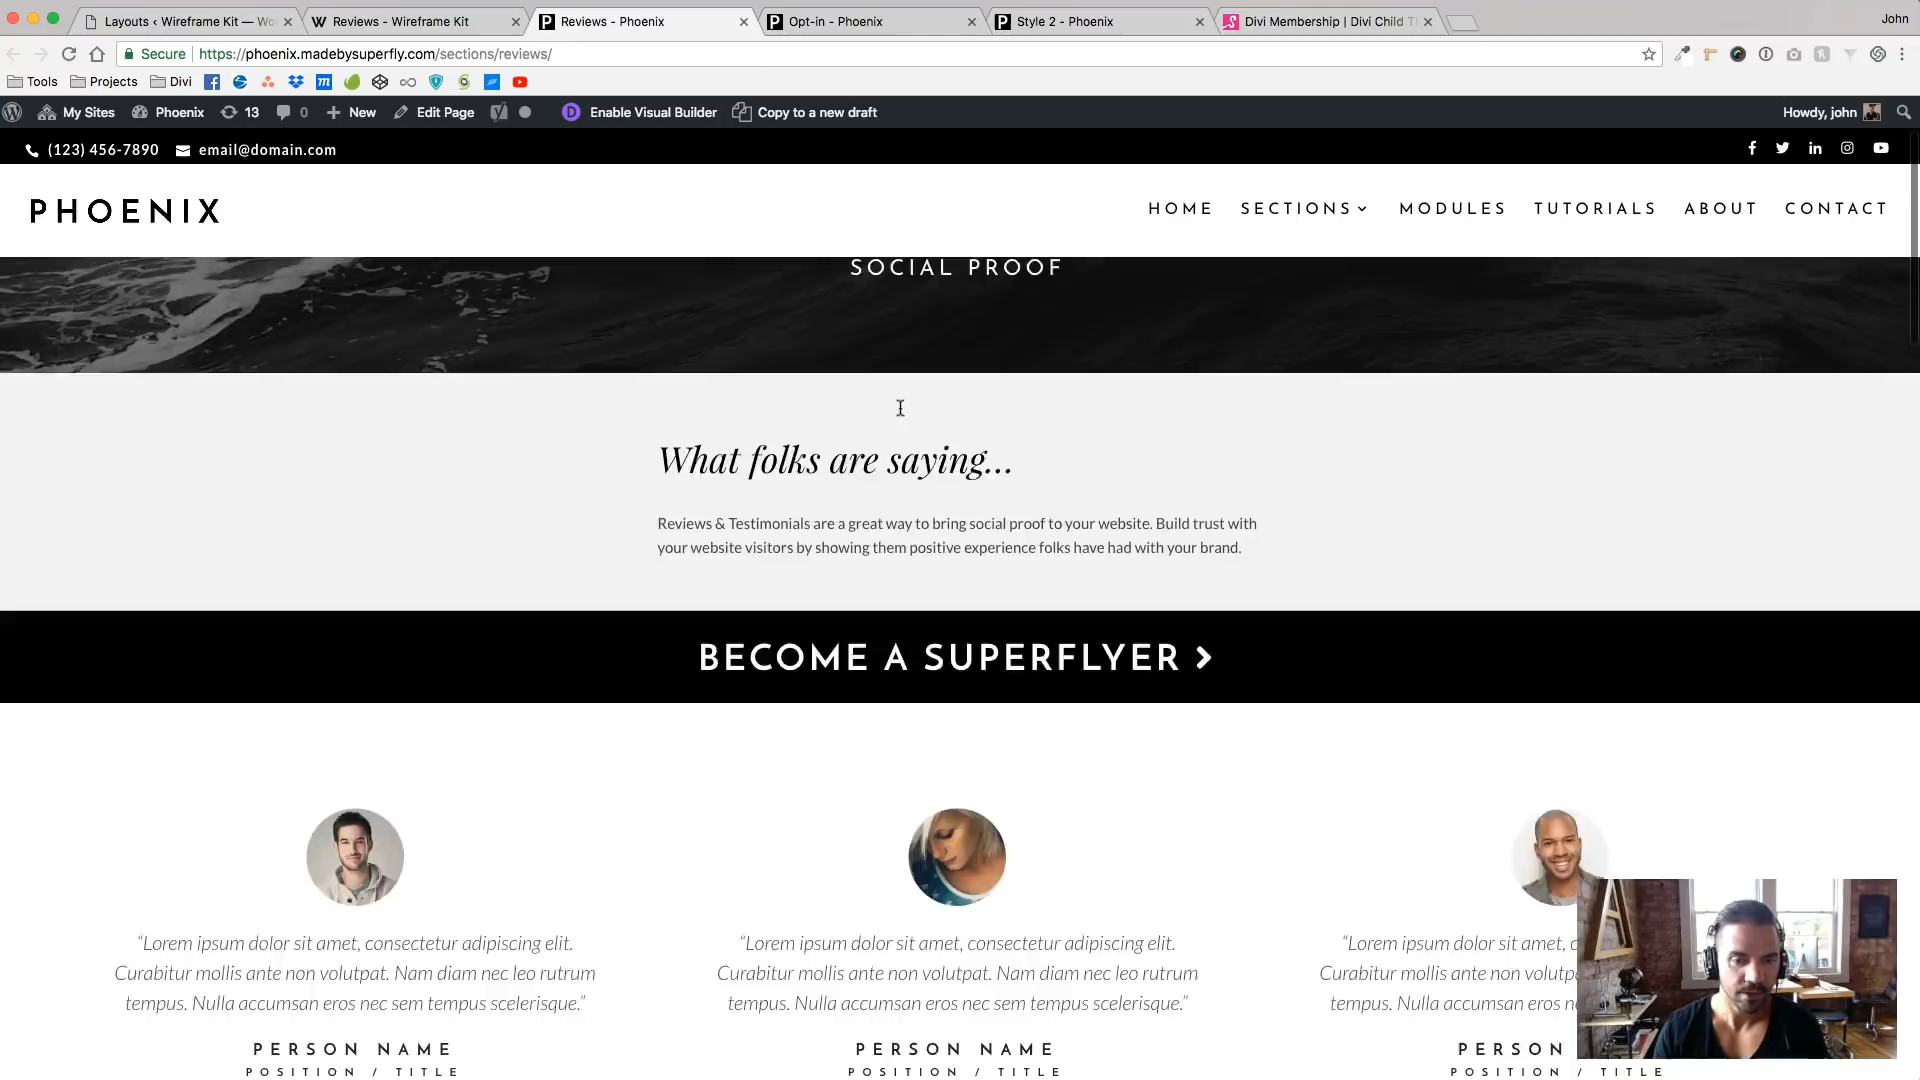 Layouts ‹ Wireframe Kit — Wo
Reviews - Wireframe Kit
Reviews - Phoenix
Opt-in - Phoenix
Style 2 - Phoenix
Divi Membership | Divi Child T
John
Secure
https://phoenix.madebysuperfly.com/sections/reviews/
Tools
Projects
Divi
My Sites
Phoenix
13
0
New
Edit Page
Enable Visual Builder
Copy to a new draft
Howdy, john
(123) 456-7890
email@domain.com
PHOENIX
HOME
SECTIONS
MODULES
TUTORIALS
ABOUT
CONTACT
SOCIAL PROOF
What folks are saying...
Reviews & Testimonials are a great way to bring social proof to your website. Build trust with
your website visitors by showing them positive experience folks have had with your brand.
BECOME A SUPERFLYER
“Lorem ipsum dolor sit amet, consectetur adipiscing elit.
Curabitur mollis ante non volutpat. Nam diam nec leo rutrum
tempus. Nulla accumsan eros nec sem tempus scelerisque.”
PERSON NAME
POSITION / TITLE
“Lorem ipsum dolor sit amet, consectetur adipiscing elit.
Curabitur mollis ante non volutpat. Nam diam nec leo rutrum
tempus. Nulla accumsan eros nec sem tempus scelerisque.”
PERSON NAME
POSITION / TITLE
“Lorem ipsum dolor sit amet, c
Curabitur mollis ante non volutp
tempus. Nulla accumsan eros n
PERSON
POSITION / TITLE